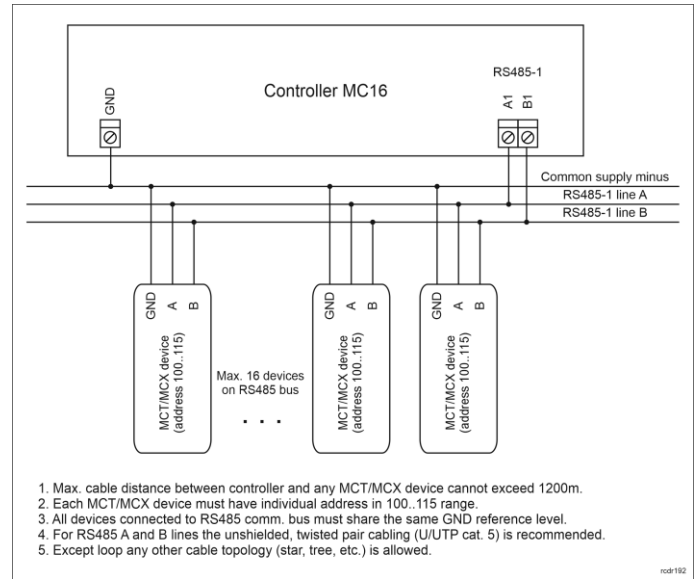 Controller MC16
RS485-1
GND
A1
B1
Common supply minus
RS485-1 line A
RS485-1 line B
GND
A
B
MCT/MCX device
(address 100..115)
Max. 16 devices
on RS485 bus
. . .
GND
A
B
MCT/MCX device
(address 100..115)
GND
A
B
MCT/MCX device
(address 100..115)
1. Max. cable distance between controller and any MCT/MCX device cannot exceed 1200m.
2. Each MCT/MCX device must have individual address in 100..115 range.
3. All devices connected to RS485 comm. bus must share the same GND reference level.
4. For RS485 A and B lines the unshielded, twisted pair cabling (U/UTP cat. 5) is recommended.
5. Except loop any other cable topology (star, tree, etc.) is allowed.
rcdr192